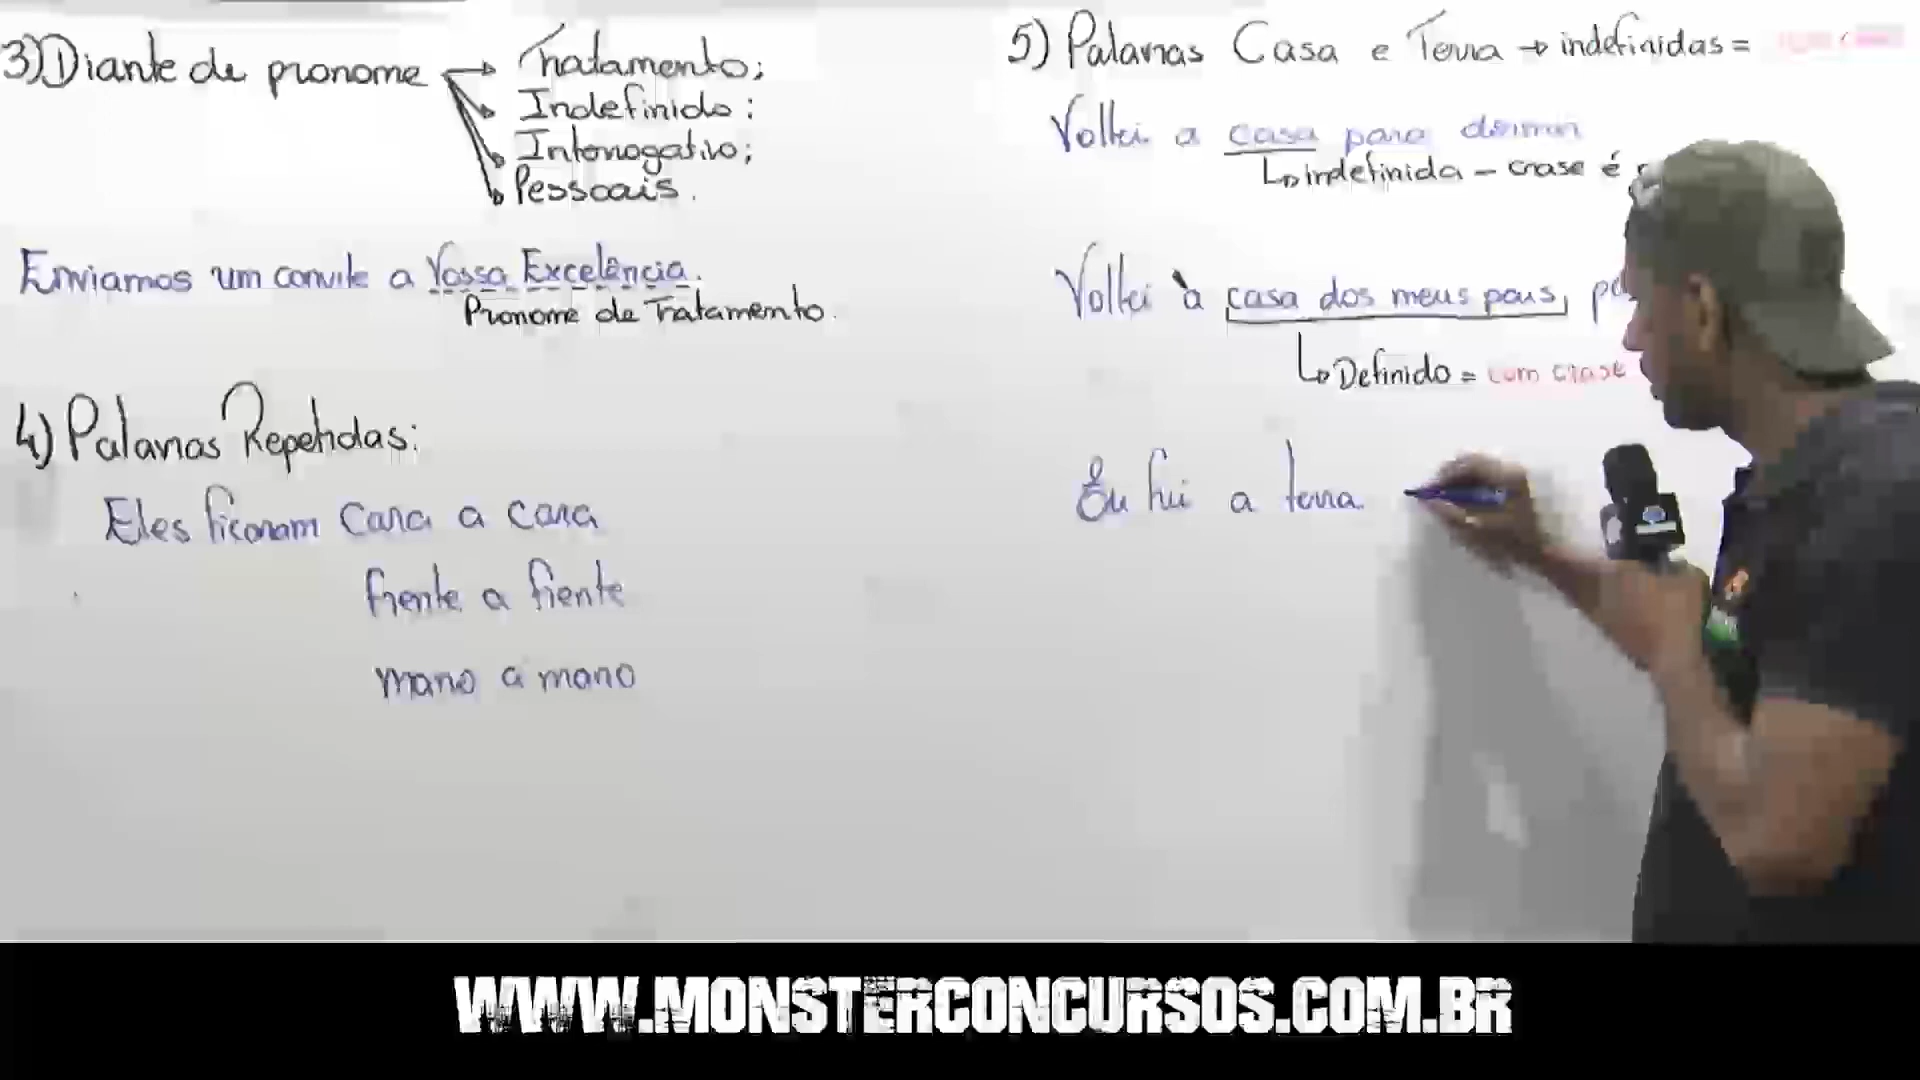 3) Diante de pronome
Tratamento;
Indefinido;
Interrogativo;
Pessoais.
Enviamos um convite a Vossa Excelência.
Pronome de Tratamento.
4) Palavras Repetidas:
Eles ficaram cara a cara
frente a frente
mano a mano
5) Palavras Casa e Terra → indefinidas =
Voltei a casa para dormir
indefinida - crase é
Voltei à casa dos meus pais,
Definido = com crase
Eu fui a terra
WWW.MONSTERCONCURSOS.COM.BR